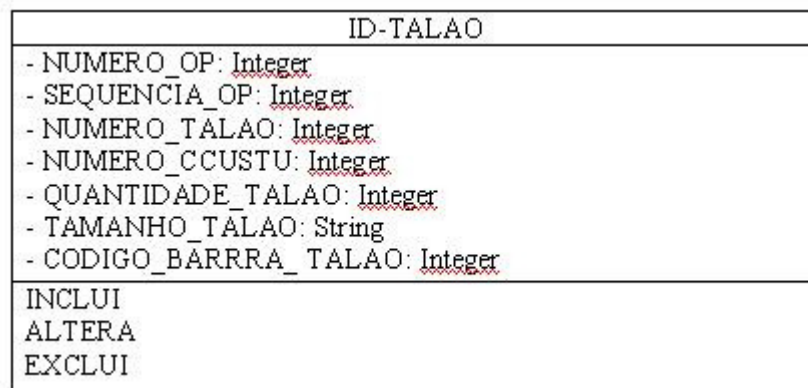 ID-TALAO
- NUMERO_OP: Integer
- SEQUENCIA_OP: Integer
- NUMERO_TALAO: Integer
- NUMERO_CCUSTU: Integer
- QUANTIDADE_TALAO: Integer
- TAMANHO_TALAO: String
- CODIGO_BARRRA_ TALAO: Integer
INCLUI
ALTERA
EXCLUI